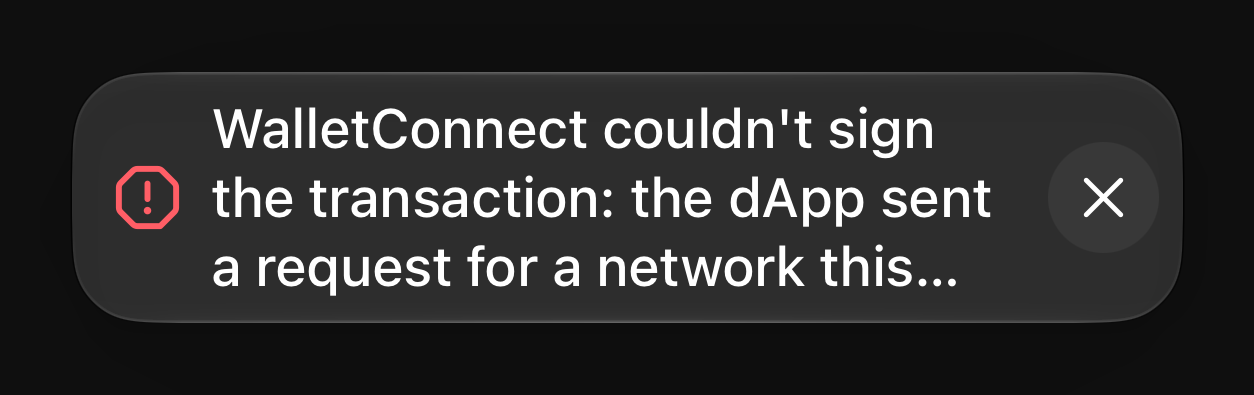 WalletConnect couldn't sign
the transaction: the dApp sent
a request for a network this...